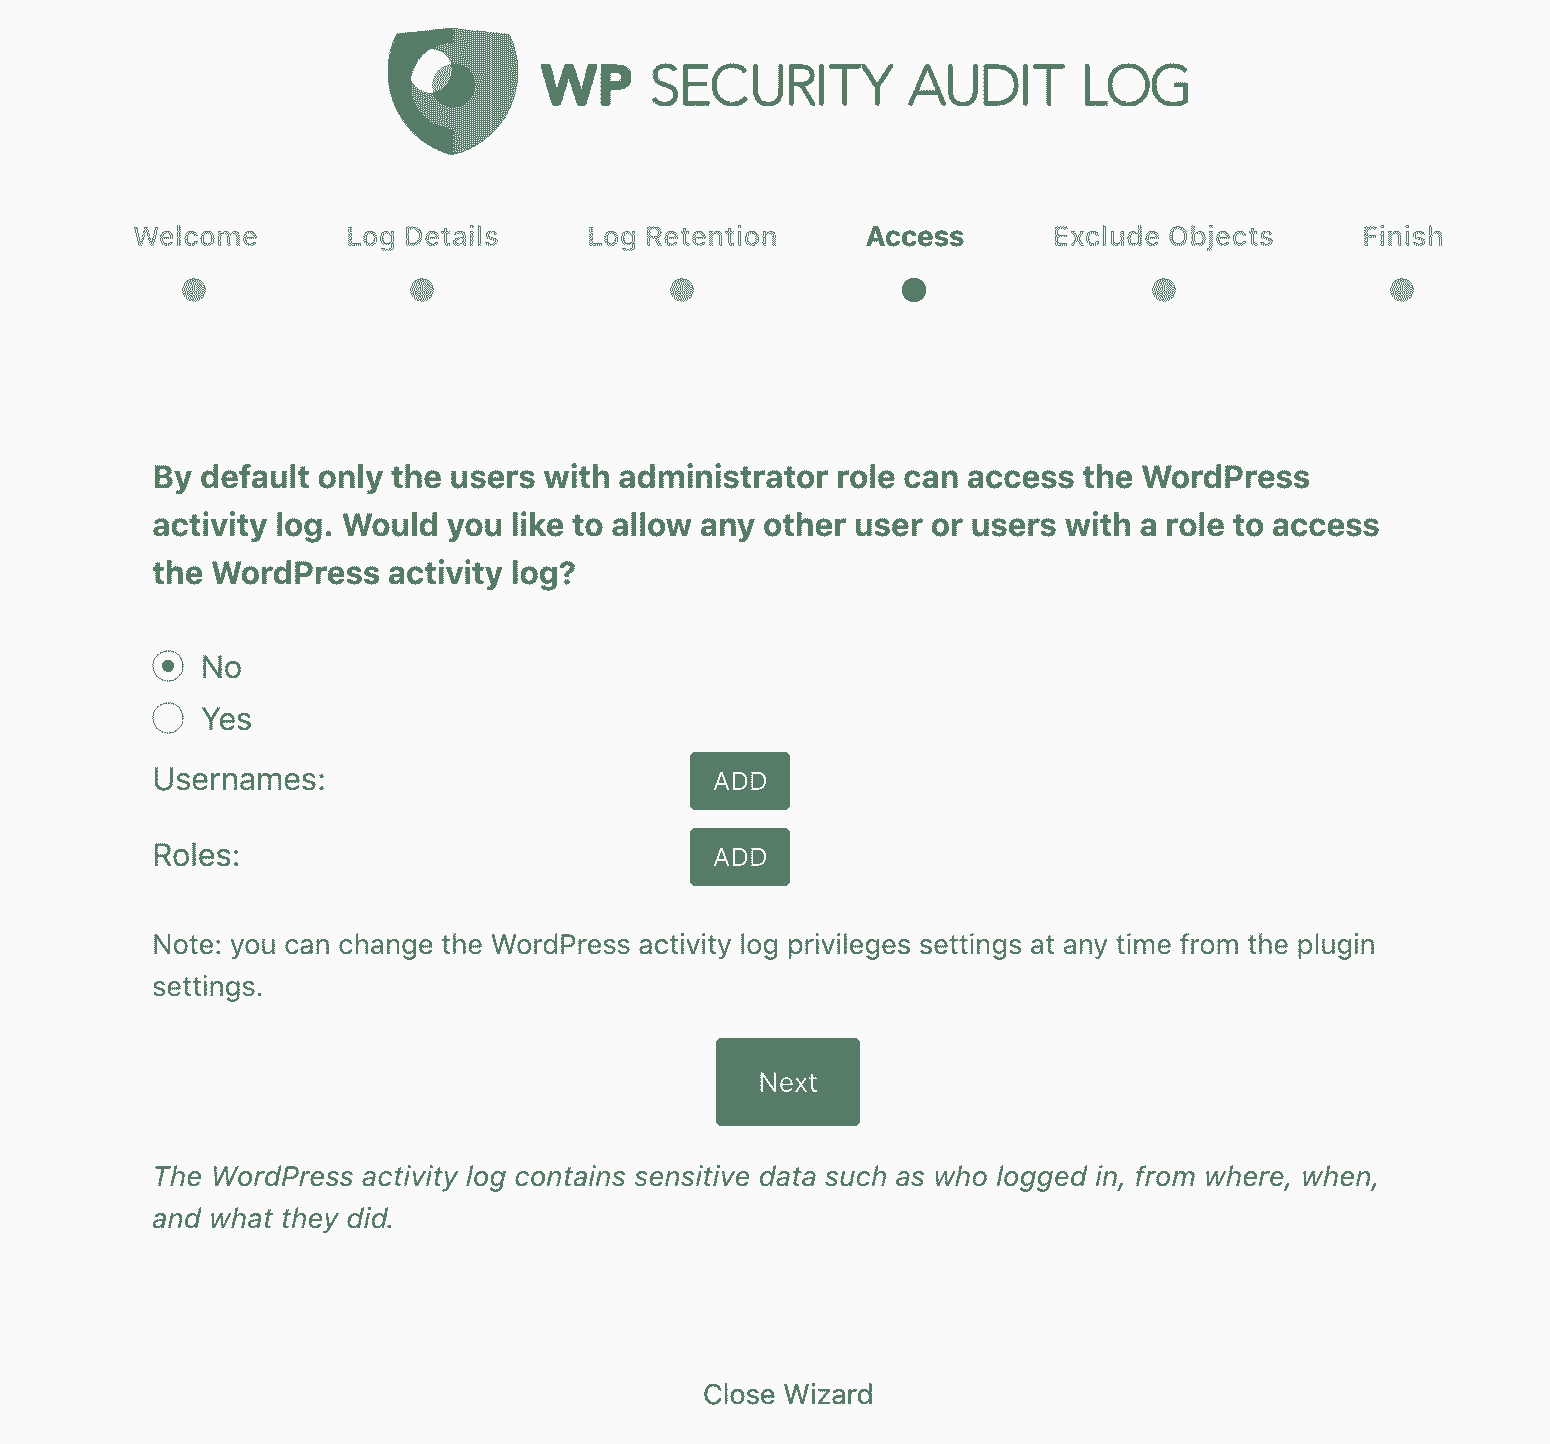 WP SECURITY AUDIT LOG
Welcome Log Details Log Retention Access Exclude Objects Finish
By default only the users with administrator role can access the WordPress
activity log. Would you like to allow any other user or users with a role to access
the WordPress activity log?
No
Yes
Usernames: ADD
Roles: ADD
Note: you can change the WordPress activity log privileges settings at any time from the plugin
settings.
Next
The WordPress activity log contains sensitive data such as who logged in, from where, when,
and what they did.
Close Wizard